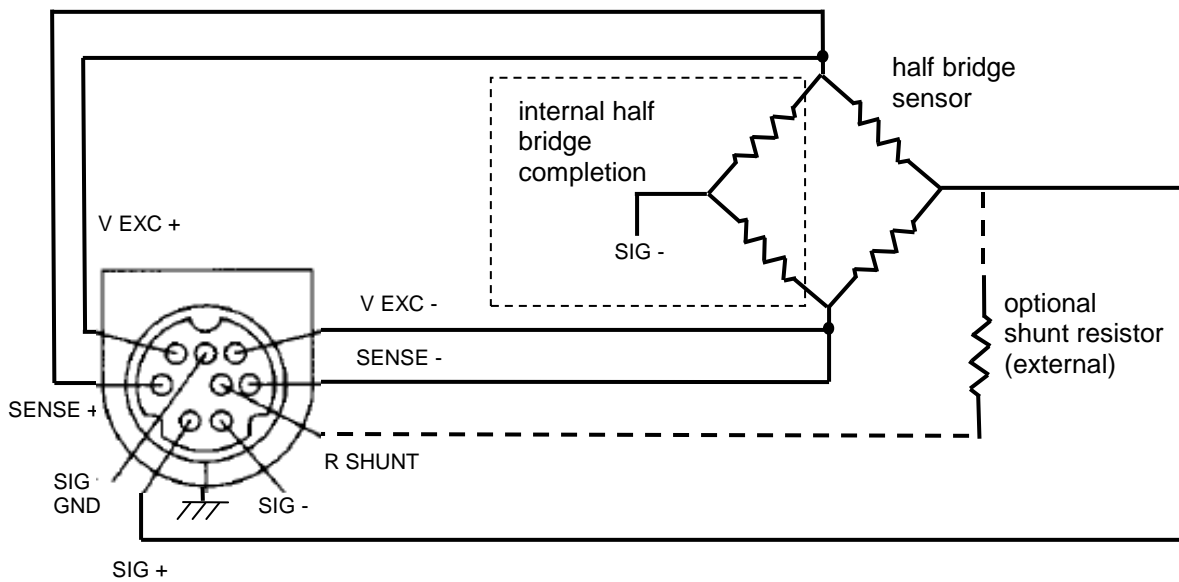 half bridge
sensor
internal half
bridge
completion
V EXC +
SIG -
V EXC -
optional
shunt resistor
(external)
SENSE -
SENSE +
R SHUNT
SIG
GND
SIG -
SIG +